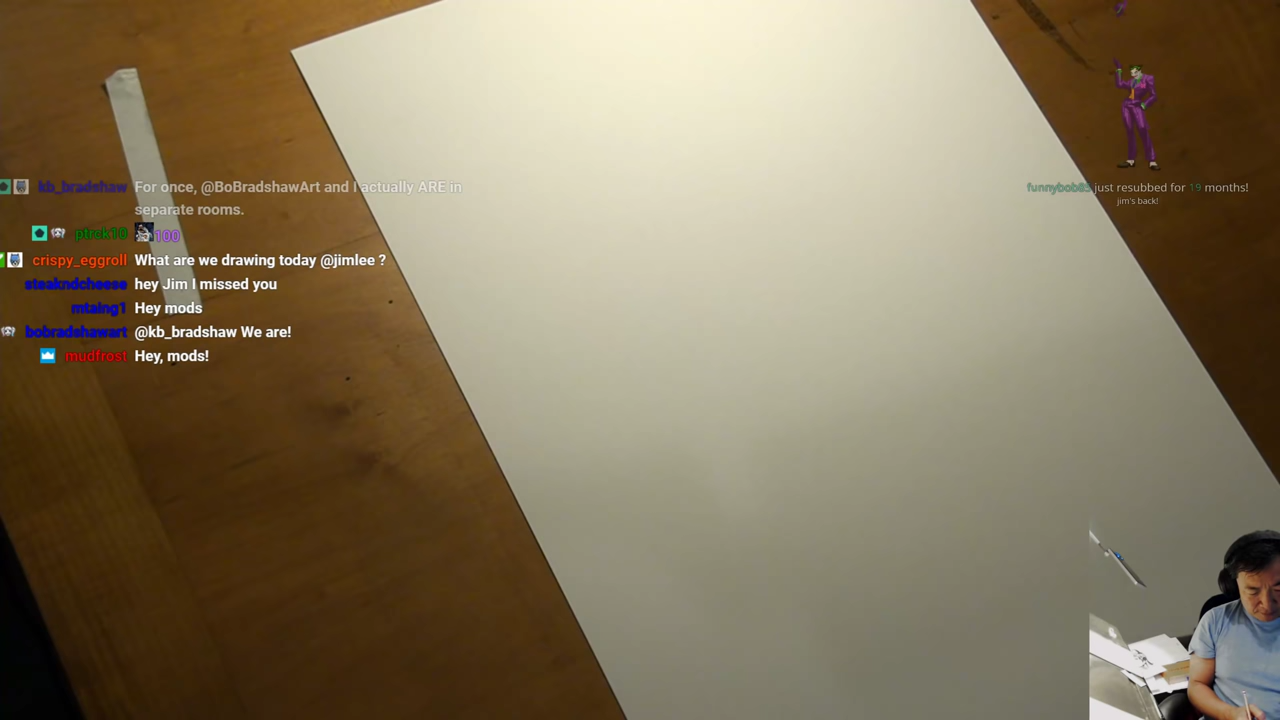 kb_bradshaw For once, @BoBradshawArt and I actually ARE in
separate rooms.
ptrck10 100
crispy_eggroll What are we drawing today @jimlee ?
steakndcheese hey Jim I missed you
mtaing1 Hey mods
bobradshawart @kb_bradshaw We are!
mudfrost Hey, mods!
funnybob85 just resubbed for 19 months!
jim's back!